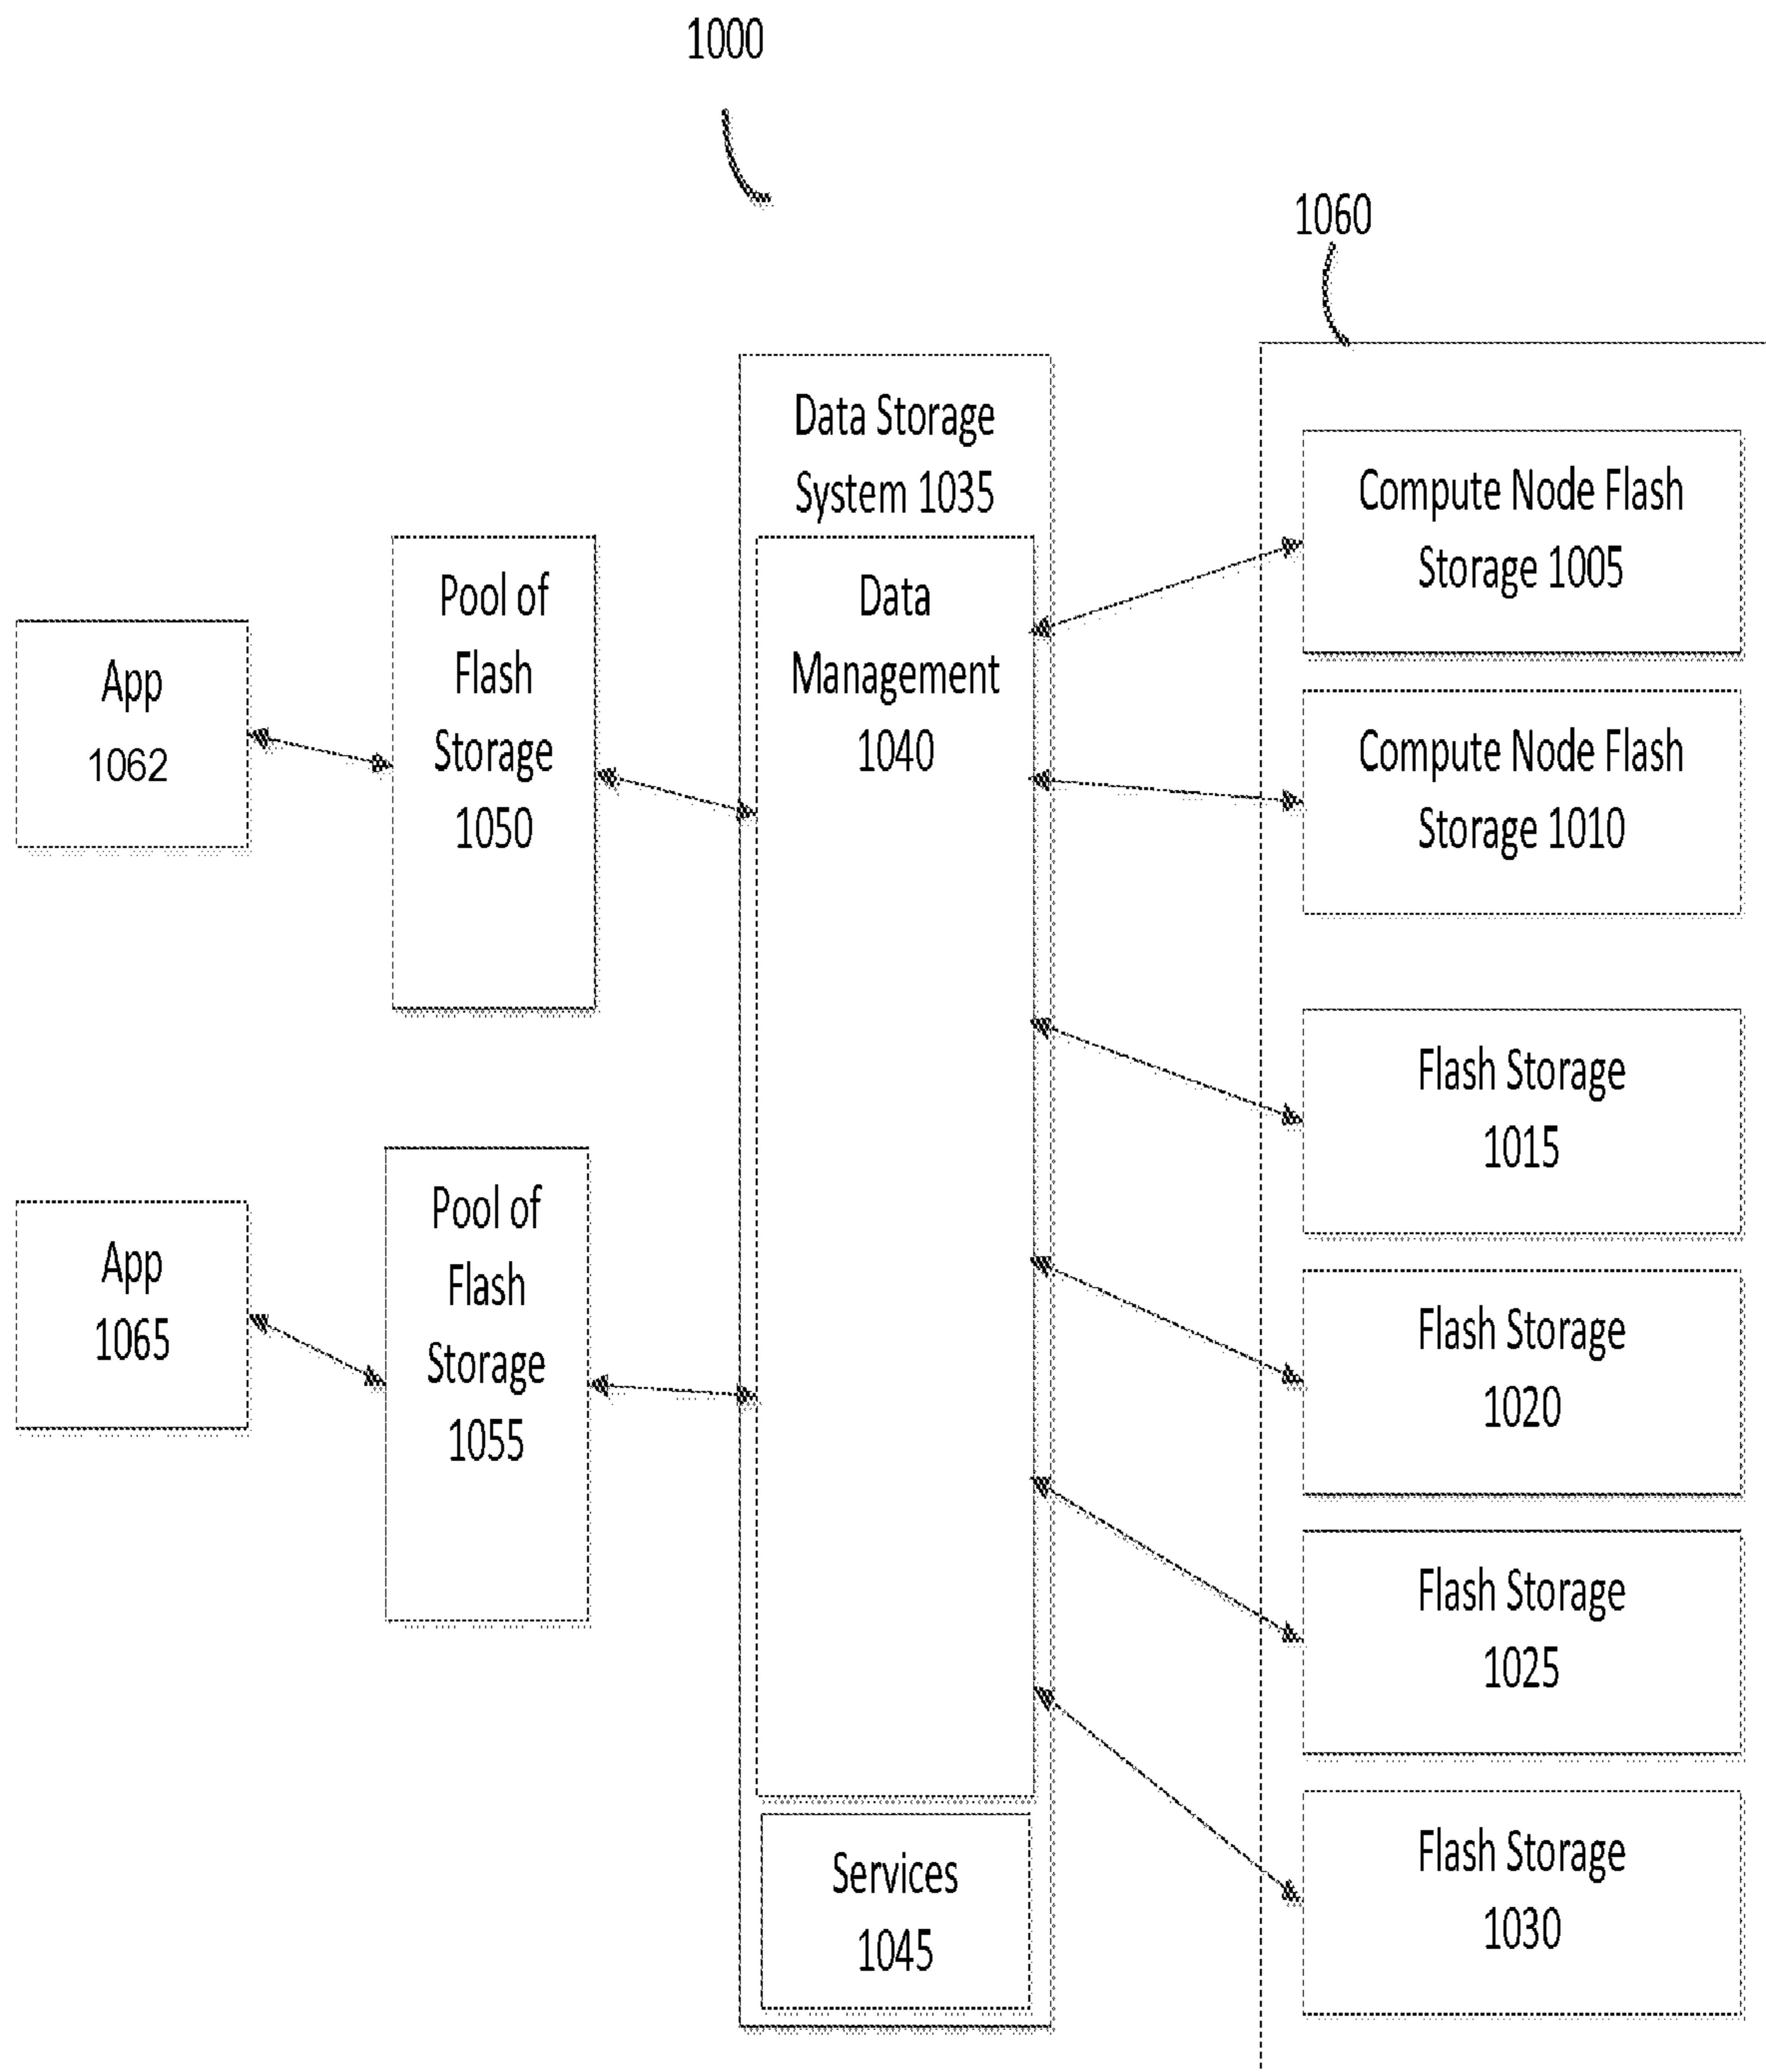 1000
1060
Data Storage
System 1035
Data
Management
1040
Services
1045
App
1062
Pool of
Flash
Storage
1050
App
1065
Pool of
Flash
Storage
1055
Compute Node Flash
Storage 1005
Compute Node Flash
Storage 1010
Flash Storage
1015
Flash Storage
1020
Flash Storage
1025
Flash Storage
1030